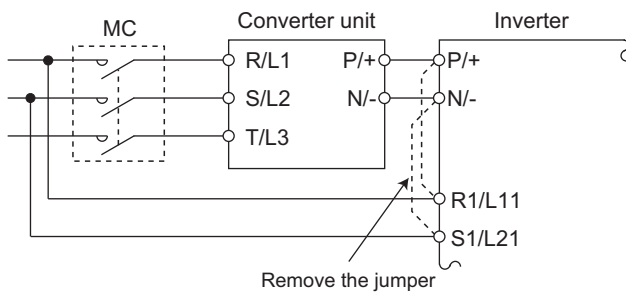 MC
Converter unit
Inverter
R/L1
P/+
P/+
S/L2
N/-
N/-
T/L3
R1/L11
S1/L21
Remove the jumper